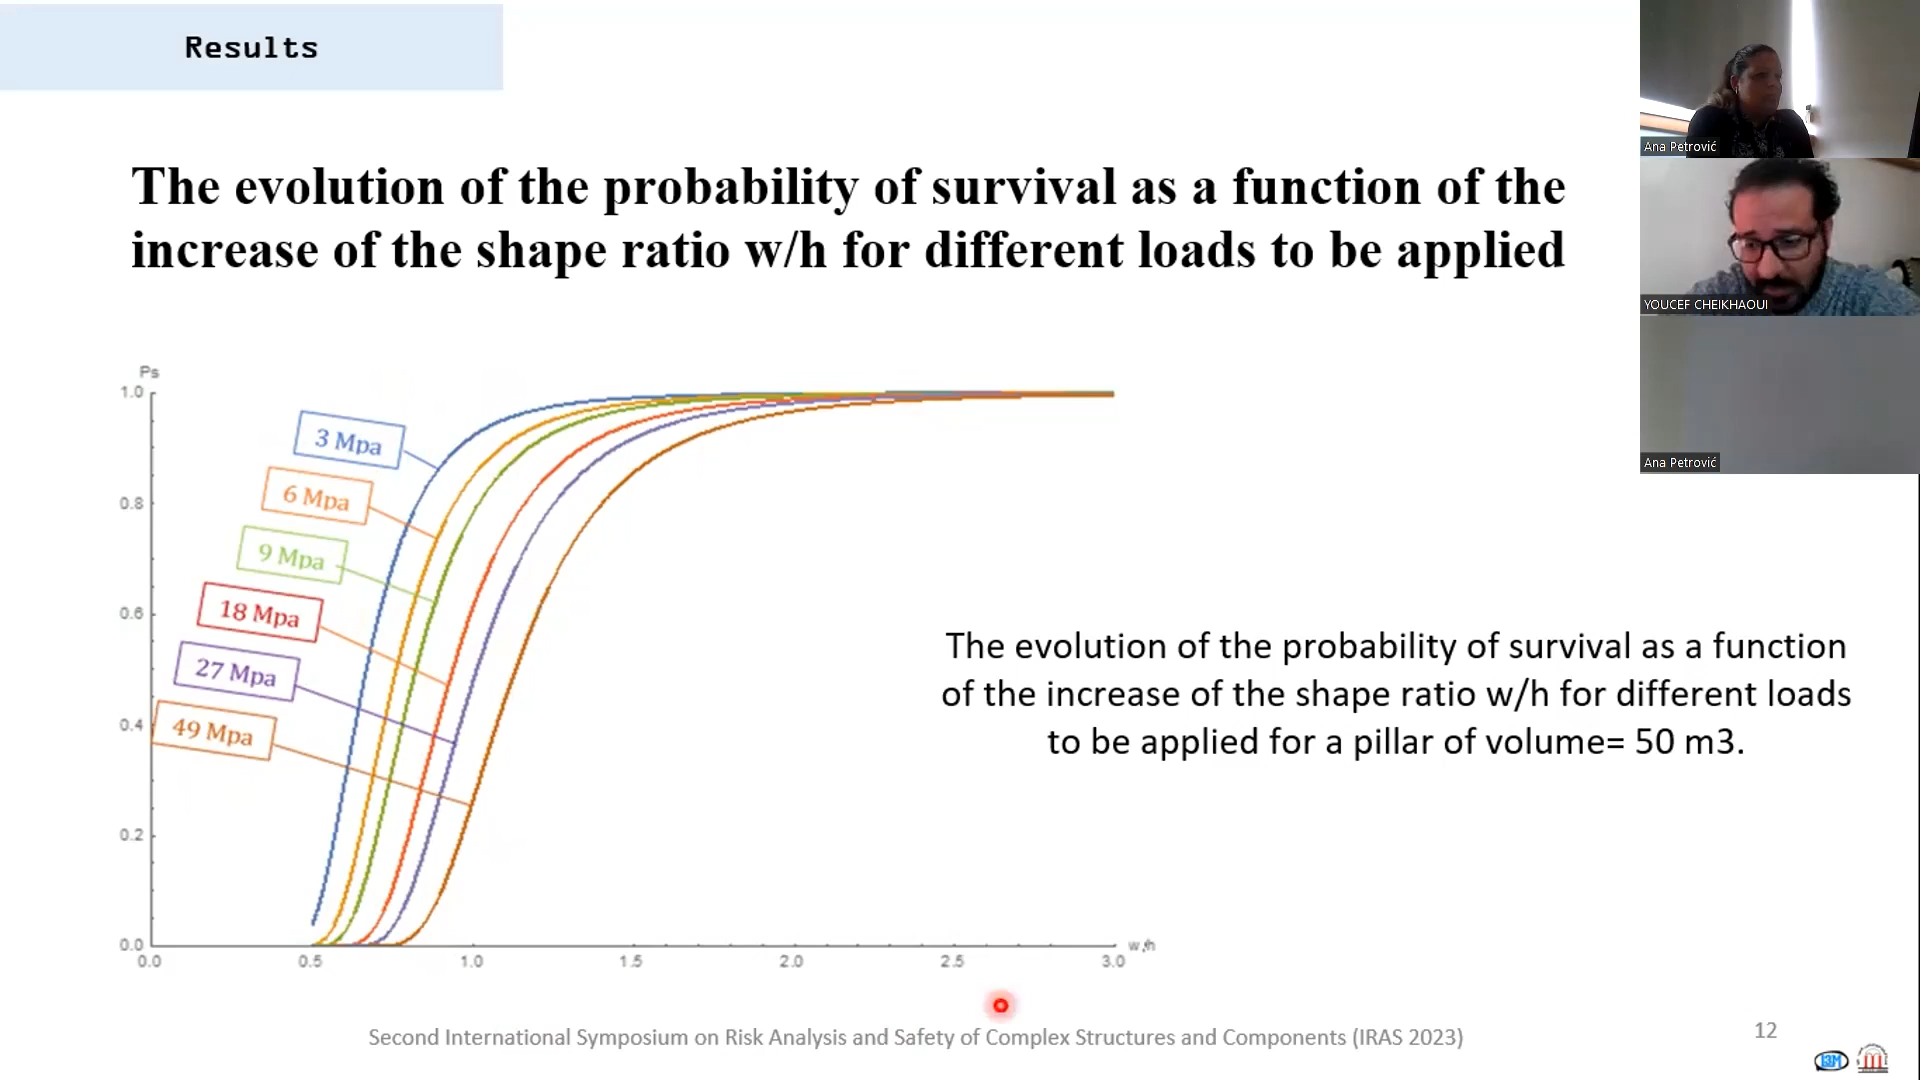 Results
The evolution of the probability of survival as a function of the
increase of the shape ratio w/h for different loads to be applied
Ps
1.0
0.8
0.6
0.4
0.2
0.0
3 Mpa
6 Mpa
9 Mpa
18 Mpa
27 Mpa
49 Mpa
0.0
0.5
1.0
1.5
2.0
2.5
3.0
w/h
The evolution of the probability of survival as a function
of the increase of the shape ratio w/h for different loads
to be applied for a pillar of volume= 50 m3.
Second International Symposium on Risk Analysis and Safety of Complex Structures and Components (IRAS 2023)
12
Ana Petrović
YOUCEF CHEIKHAOUI
Ana Petrović